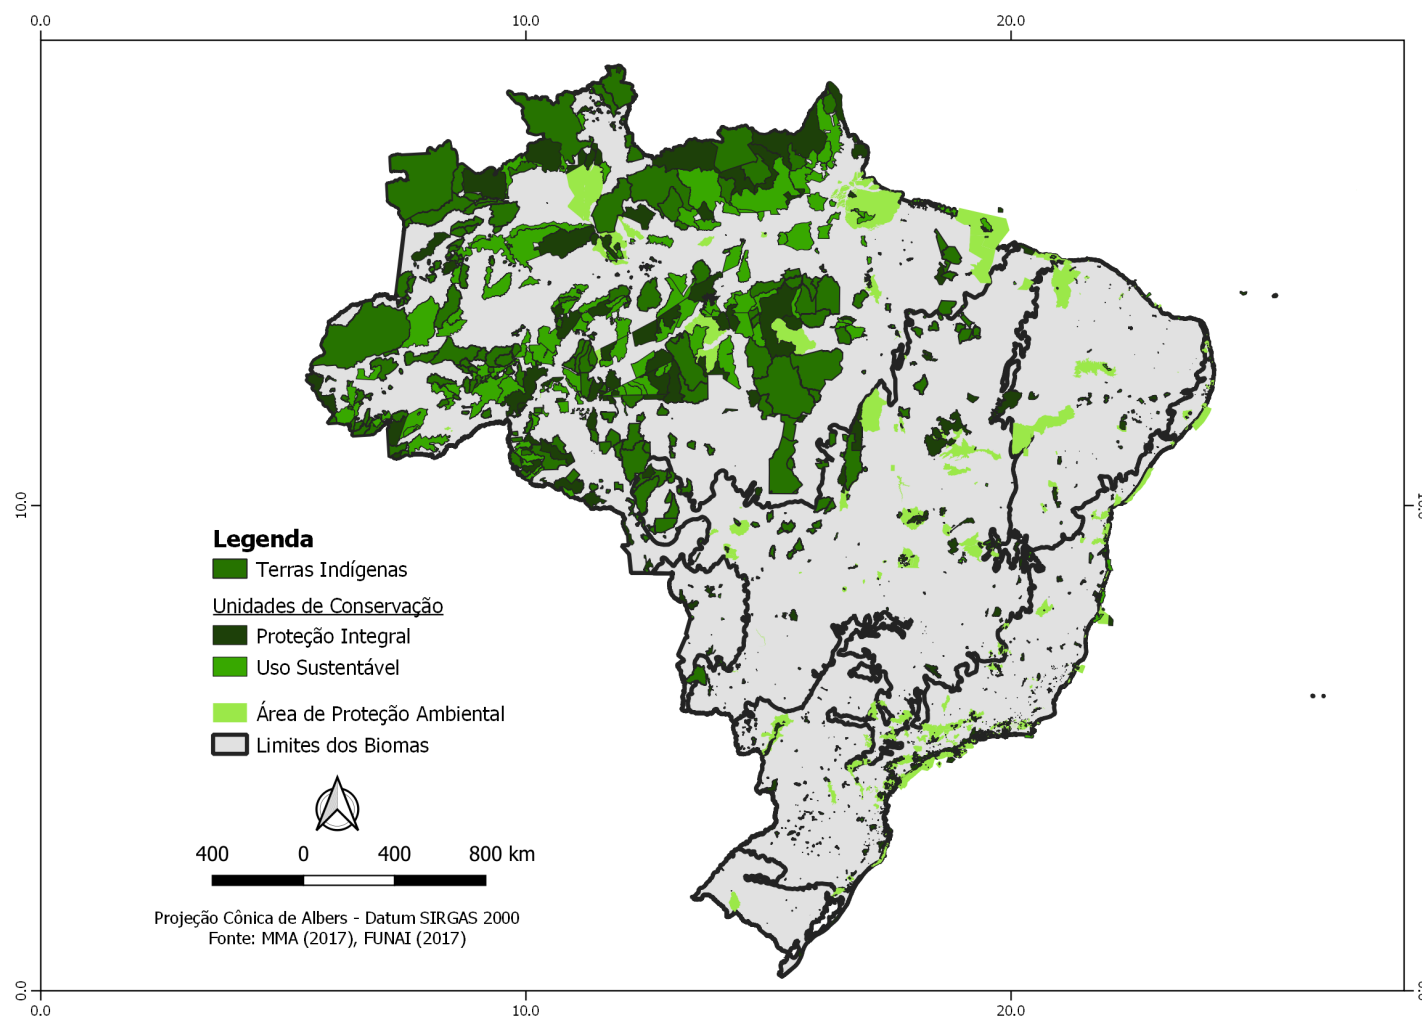 0.0 10.0 20.0
10.0
Legenda
Terras Indígenas
Unidades de Conservação
Proteção Integral
Uso Sustentável
Área de Proteção Ambiental
Limites dos Biomas
400 0 400 800 km
Projeção Cônica de Albers - Datum SIRGAS 2000
Fonte: MMA (2017), FUNAI (2017)
0.0
0.0 10.0 20.0